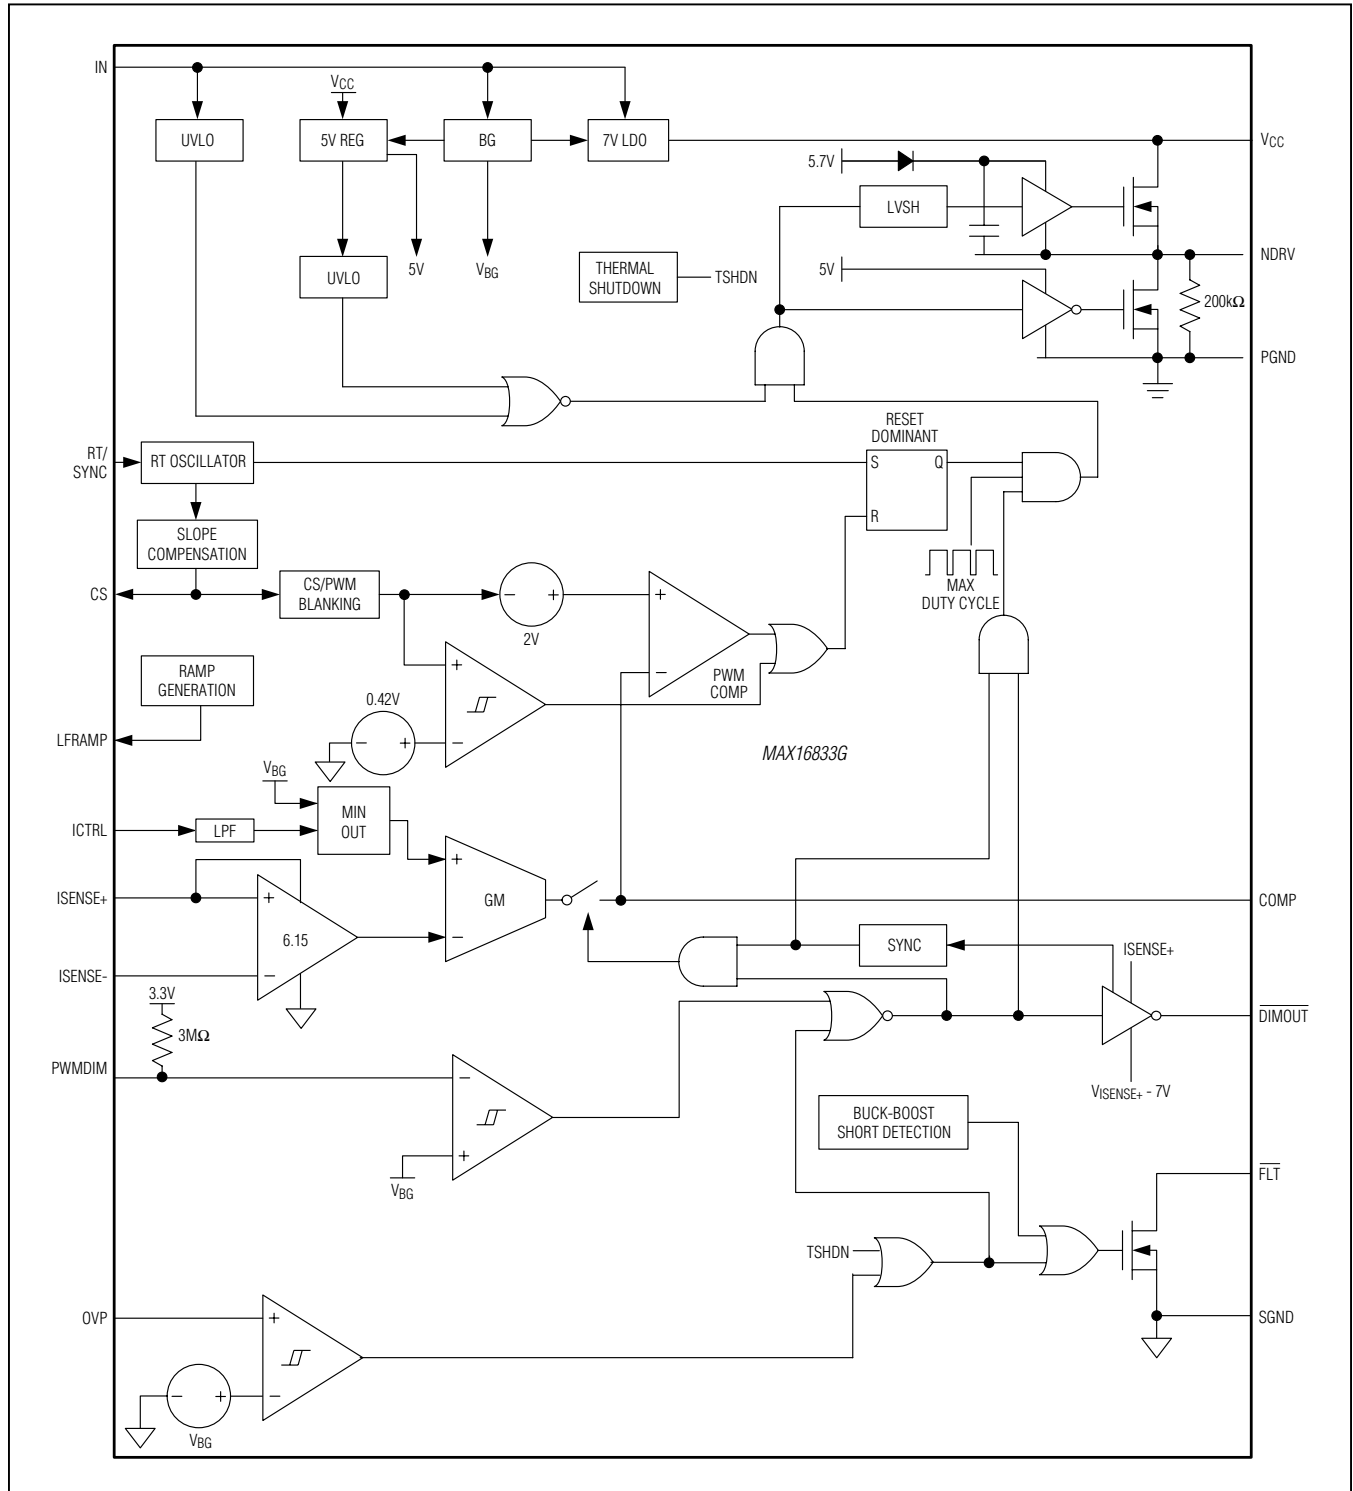 IN
VCC
UVLO
5V REG
BG
7V LDO
VCC
5.7V
LVSH
UVLO
5V
VBG
THERMAL
SHUTDOWN
TSHDN
5V
NDRV
200kΩ
PGND
RT/
SYNC
RT OSCILLATOR
RESET
DOMINANT
S
Q
R
SLOPE
COMPENSATION
CS
CS/PWM
BLANKING
-
+
2V
+
-
PWM
COMP
MAX
DUTY CYCLE
RAMP
GENERATION
LFRAMP
0.42V
-
+
+
-
MAX16833G
VBG
ICTRL
LPF
MIN
OUT
+
-
GM
ISENSE+
+
6.15
-
ISENSE-
COMP
SYNC
ISENSE+
3.3V
3MΩ
PWMDIM
-
+
VBG
DIMOUT
VISENSE+ - 7V
BUCK-BOOST
SHORT DETECTION
FLT
TSHDN
OVP
+
-
-
+
VBG
SGND